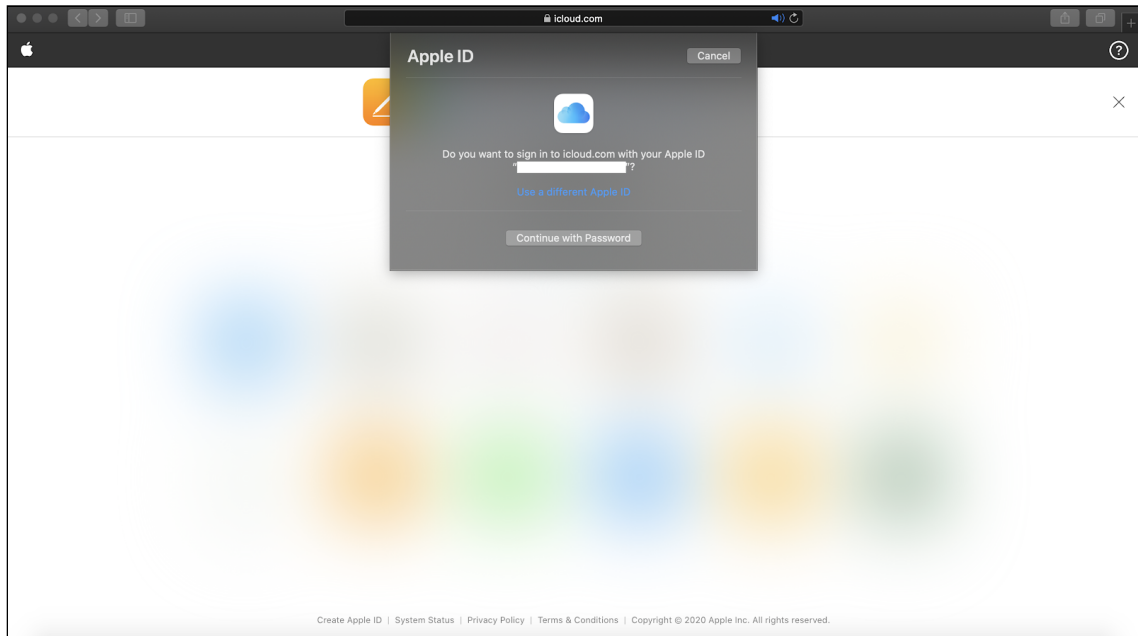 icloud.com
Apple ID
Cancel
Do you want to sign in to icloud.com with your Apple ID
“ ”?
Use a different Apple ID
Continue with Password
Create Apple ID | System Status | Privacy Policy | Terms & Conditions | Copyright © 2020 Apple Inc. All rights reserved.